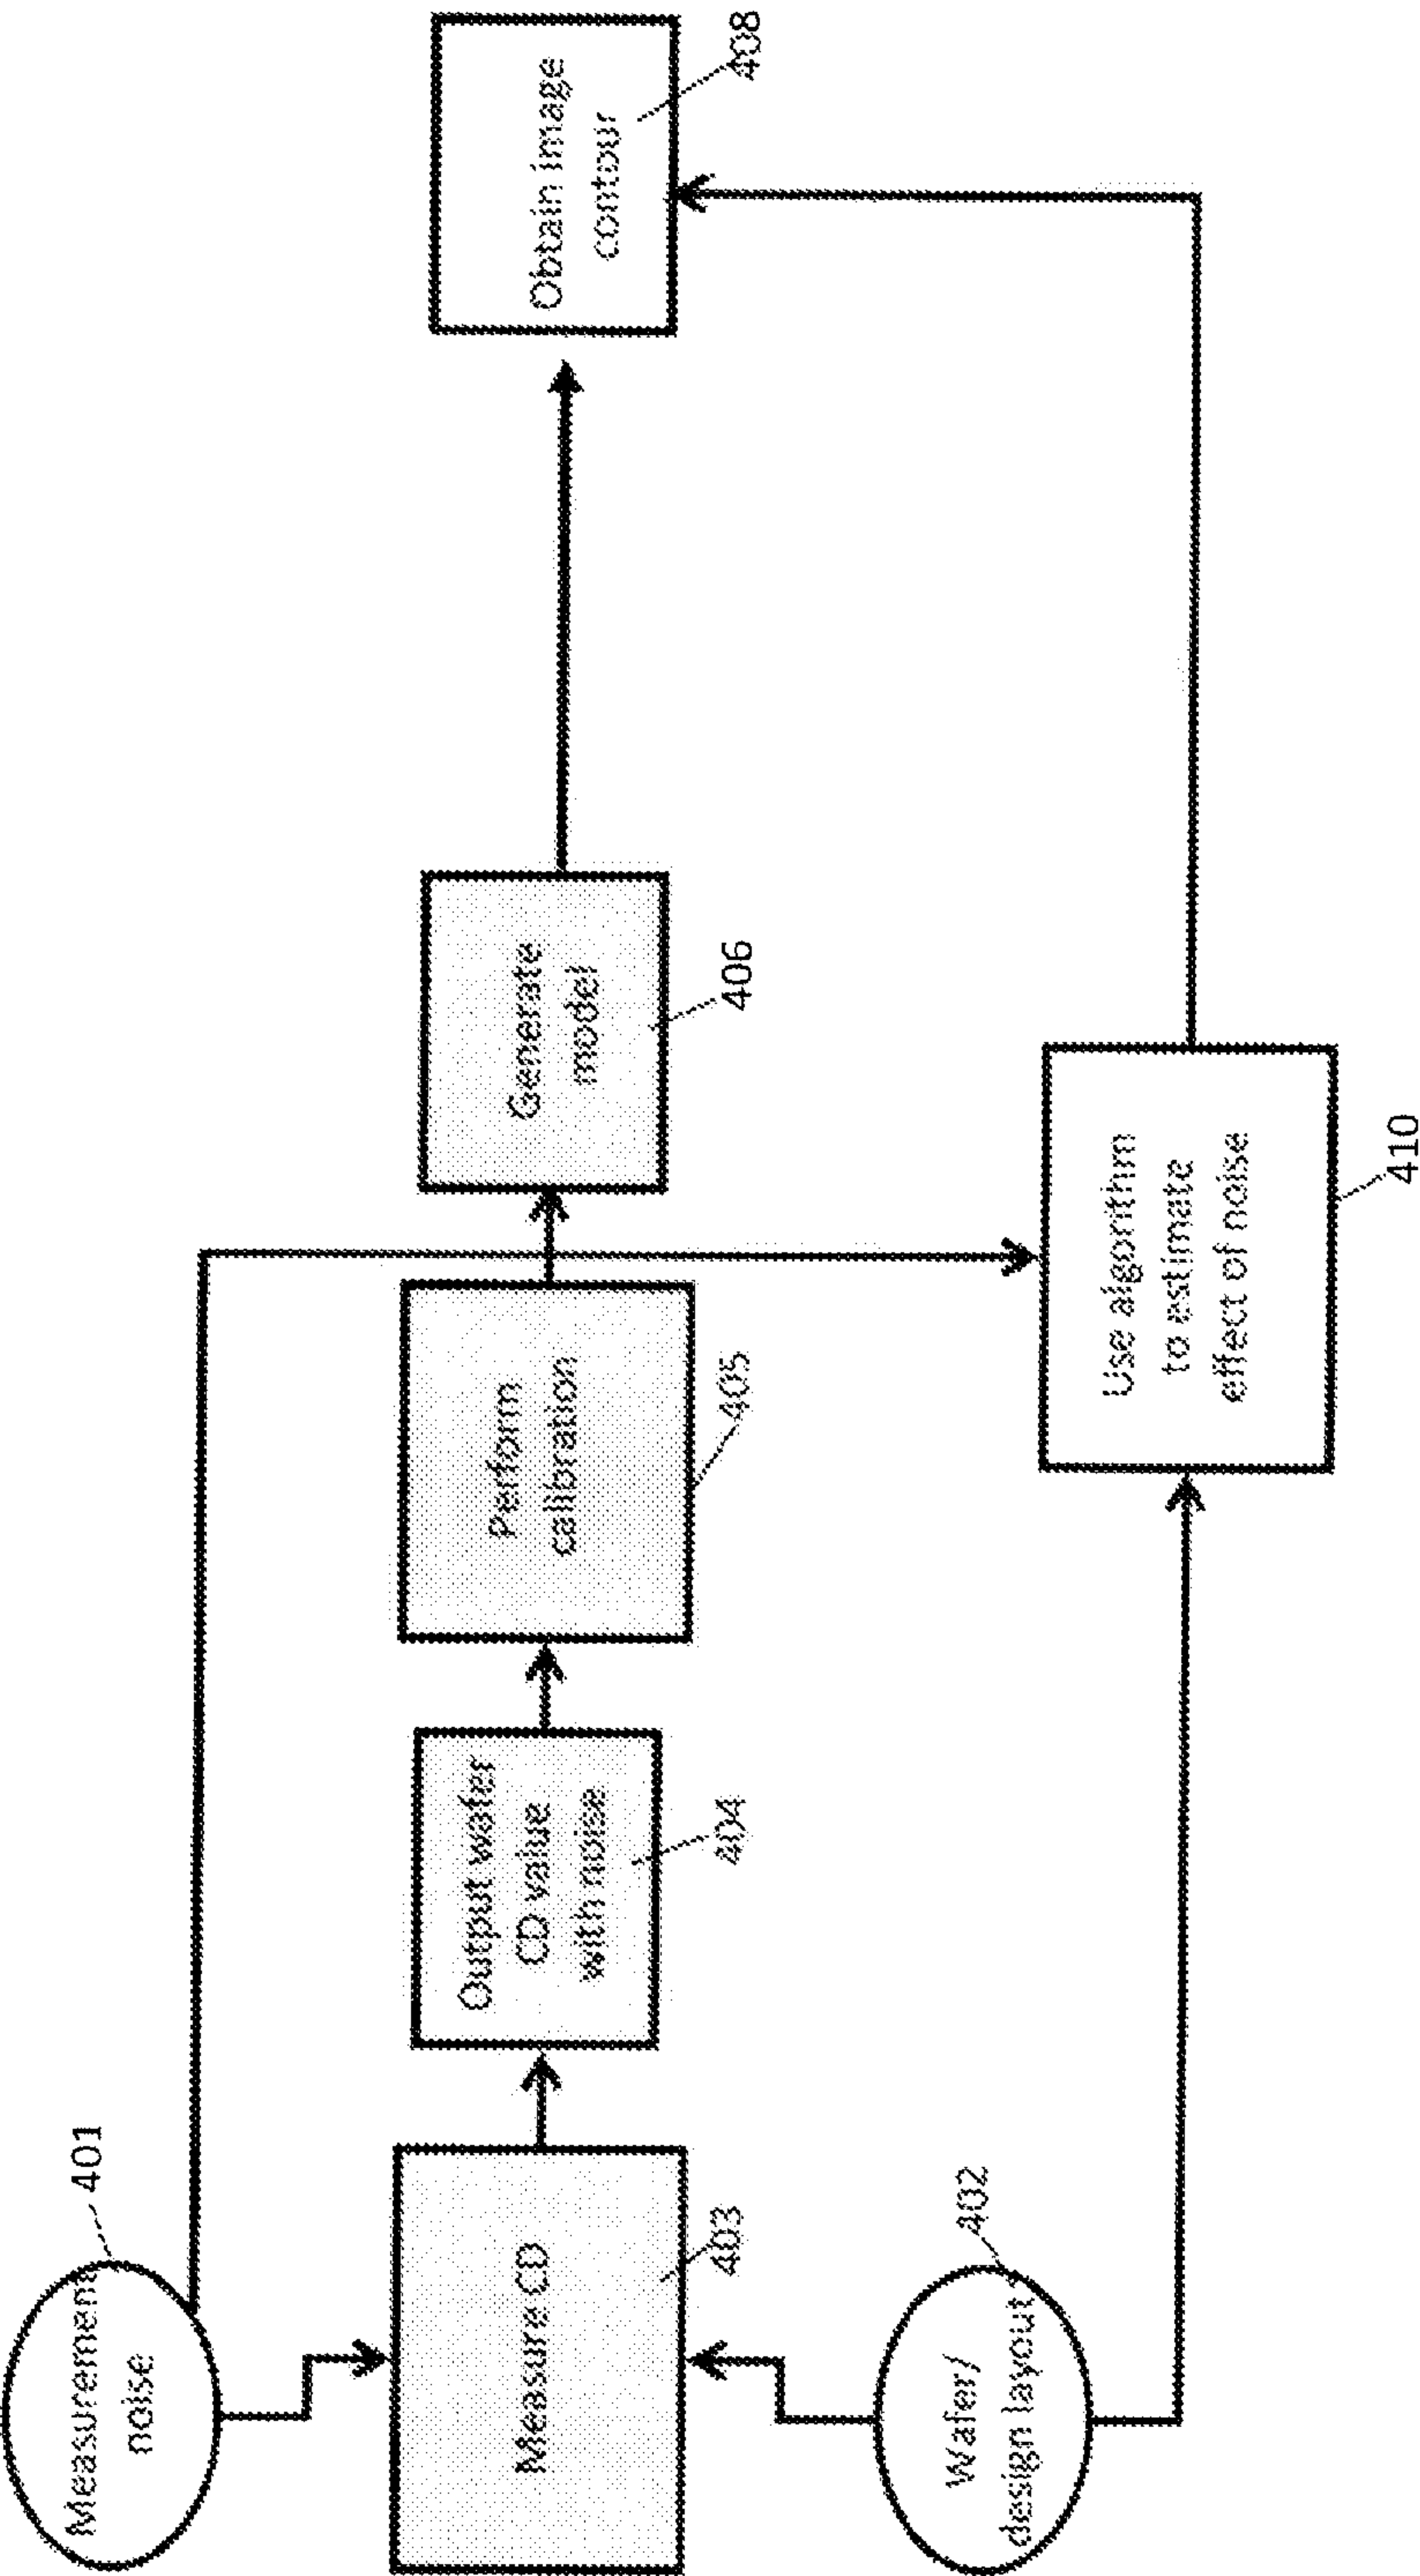 Measurement
noise
401
Measure CD
403
Wafer/
design layout
402
Output wafer
CD value
with noise
404
Perform
calibration
405
Generate
model
406
Use algorithm
to estimate
effect of noise
410
Obtain image
contour
408